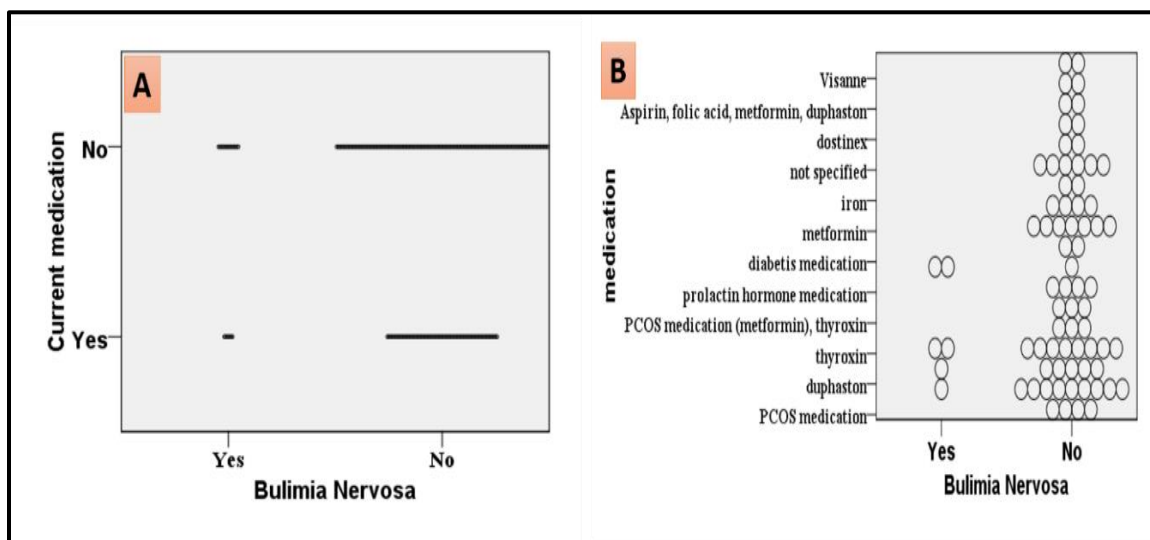 A
Current medication
No
Yes
Yes
No
Bulimia Nervosa
B
medication
Visanne
Aspirin, folic acid, metformin, duphaston
dostinex
not specified
iron
metformin
diabetis medication
prolactin hormone medication
PCOS medication (metformin), thyroxin
thyroxin
duphaston
PCOS medication
Yes
No
Bulimia Nervosa